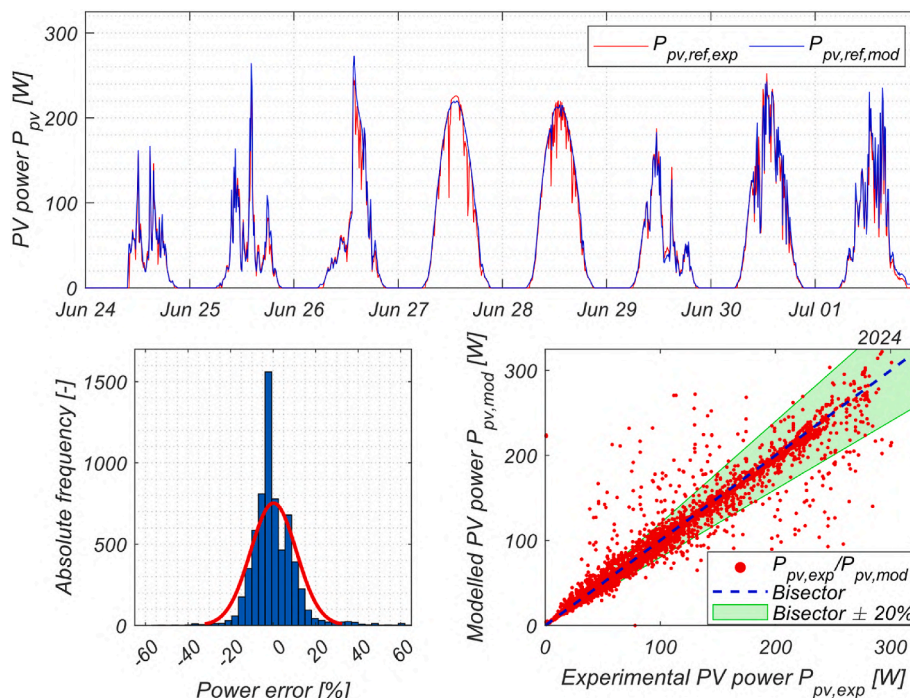 300
200
100
0
PV power P_pv [W]
P_pv,ref,exp
P_pv,ref,mod
Jun 24 Jun 25 Jun 26 Jun 27 Jun 28 Jun 29 Jun 30 Jul 01
2024
1500
1000
500
0
Absolute frequency [-]
-60 -40 -20 0 20 40 60
Power error [%]
300
200
100
0
Modelled PV power P_pv,mod [W]
P_pv,exp/P_pv,mod
Bisector
Bisector ± 20%
0 100 200 300
Experimental PV power P_pv,exp [W]